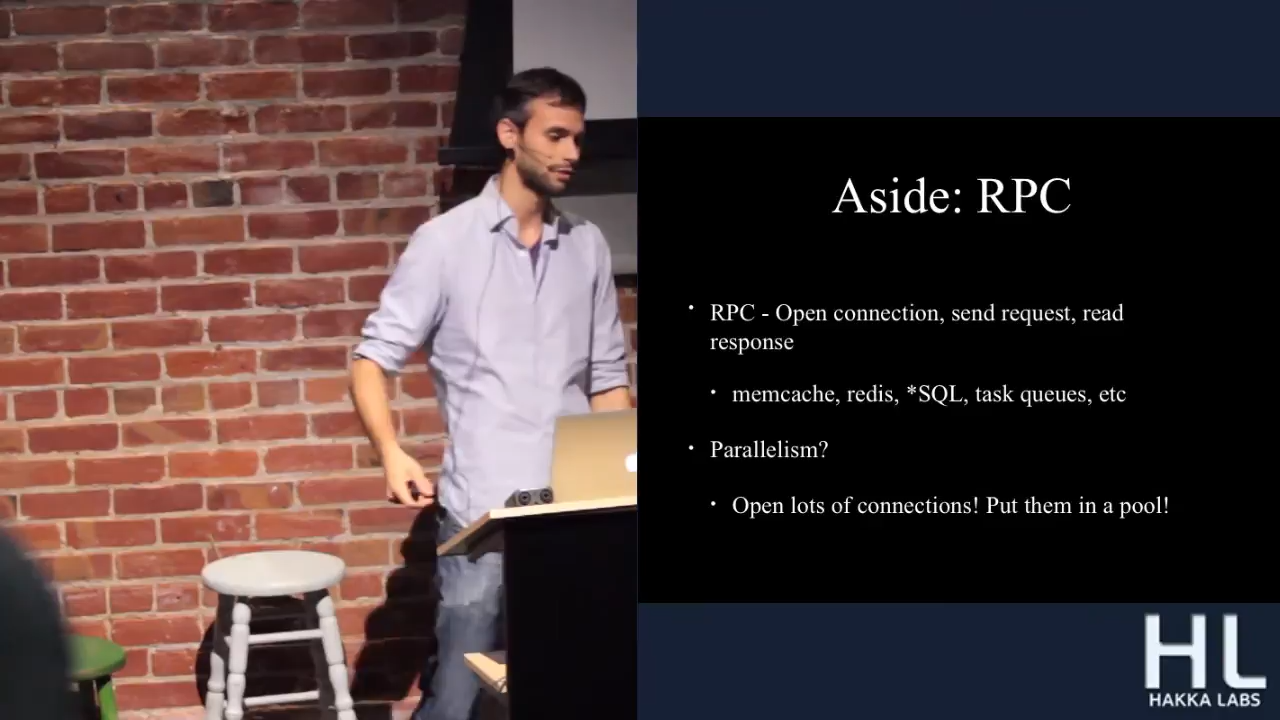 Aside: RPC
• RPC - Open connection, send request, read
response
• memcache, redis, *SQL, task queues, etc
• Parallelism?
• Open lots of connections! Put them in a pool!
HL
HAKKA LABS